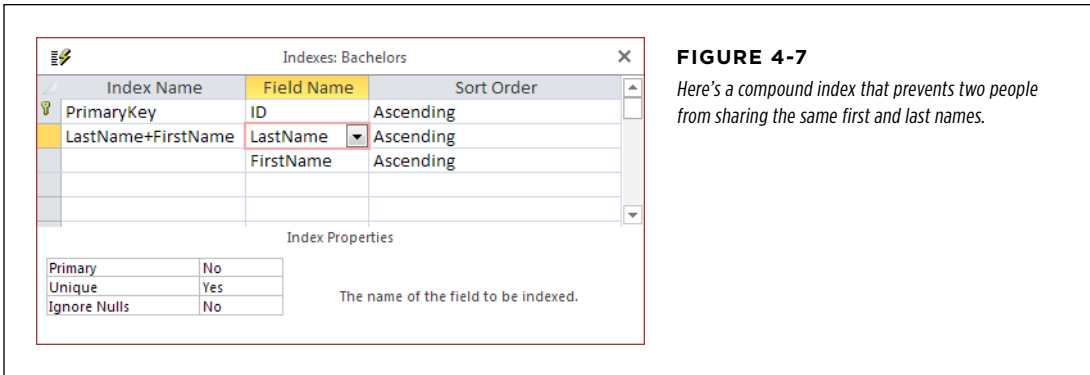 Indexes: Bachelors
Index Name Field Name Sort Order
PrimaryKey ID Ascending
LastName+FirstName LastName Ascending
FirstName Ascending
Index Properties
Primary No
Unique Yes
Ignore Nulls No
The name of the field to be indexed.
FIGURE 4-7
Here's a compound index that prevents two people
from sharing the same first and last names.